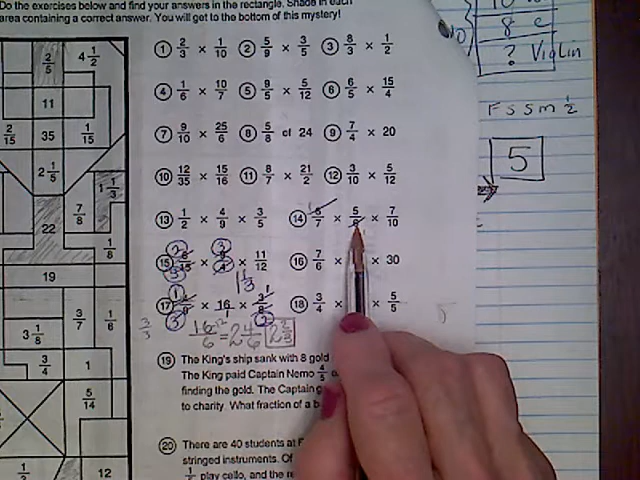 Do the exercises below and find your answers in the rectangle. Shade in each
area containing a correct answer. You will get to the bottom of this mystery!
① 2/3 × 1/10 ② 5/9 × 3/5 ③ 8/3 × 1/2
④ 1/6 × 10/7 ⑤ 9/5 × 5/12 ⑥ 6/5 × 15/4
⑦ 9/10 × 25/6 ⑧ 5/8 of 24 ⑨ 7/4 × 20
⑩ 12/35 × 15/16 ⑪ 8/7 × 21/2 ⑫ 3/10 × 5/12
⑬ 1/2 × 4/9 × 3/5 ⑭ /7 × 5/ × 7/10
⑮ × × 11/12 ⑯ 7/6 × × 30
⑰ × 16 × ⑱ 3/4 × × 5/5
16/6 = 2 4/6 2 2/3
3/3
⑲ The King's ship sank with 8 gold
The King paid Captain Nemo 4/5
finding the gold. The Captain
to charity. What fraction of a
⑳ There are 40 students at
stringed instruments. Of
play cello, and the
2/5 4 1/2
11
2/15 35 1/15
2 1/5
1 1/3
7/8
22
1/8
19
3/7 1/8
3 1/8
3/4 1
5/14
12
10
8 c
? Violin
F S S m 1/2
5